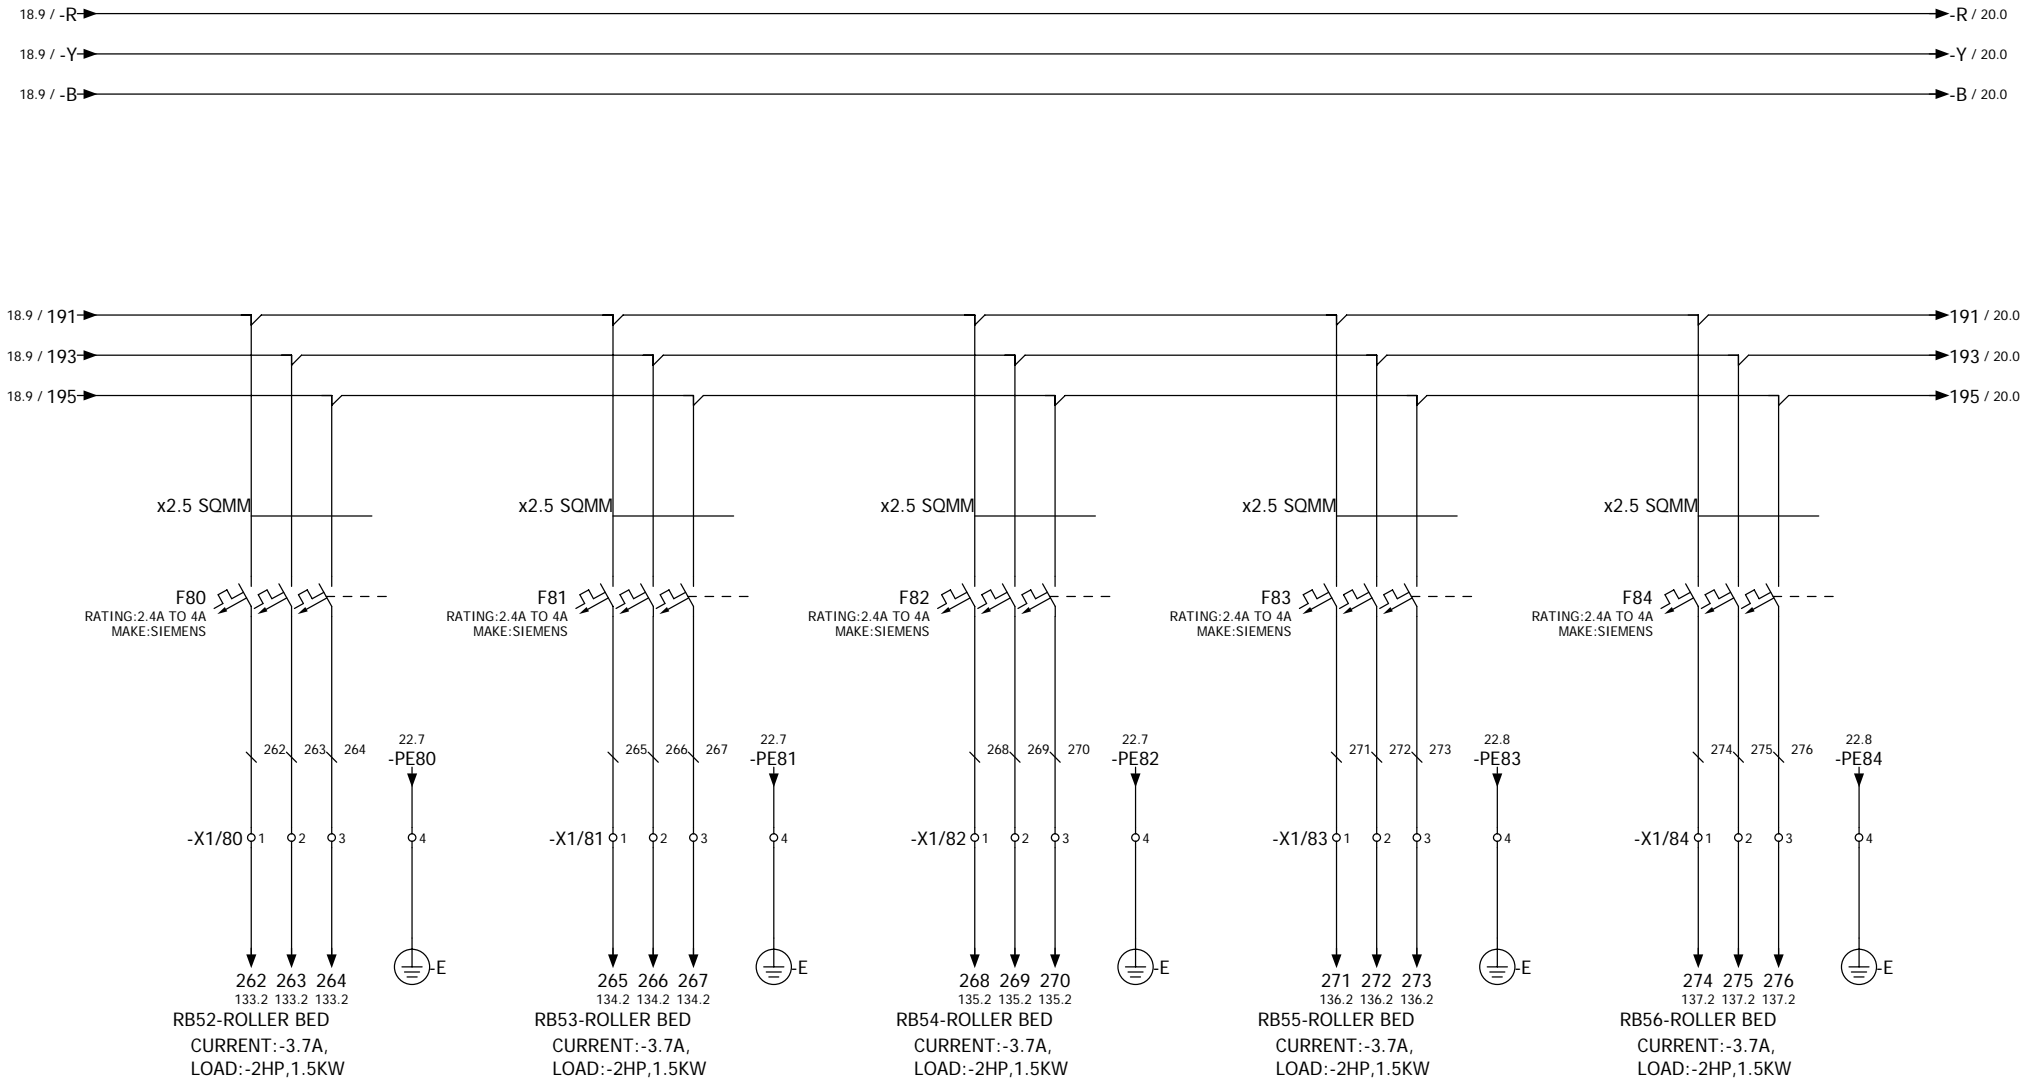 18.9 / -R -R / 20.0
18.9 / -Y -Y / 20.0
18.9 / -B -B / 20.0
18.9 / 191 191 / 20.0
18.9 / 193 193 / 20.0
18.9 / 195 195 / 20.0
x2.5 SQMM x2.5 SQMM x2.5 SQMM x2.5 SQMM x2.5 SQMM
F80 F81 F82 F83 F84
RATING:2.4A TO 4A RATING:2.4A TO 4A RATING:2.4A TO 4A RATING:2.4A TO 4A RATING:2.4A TO 4A
MAKE:SIEMENS MAKE:SIEMENS MAKE:SIEMENS MAKE:SIEMENS MAKE:SIEMENS
22.7 22.7 22.7 22.8 22.8
262 263 264 265 266 267 268 269 270 271 272 273 274 275 276
-PE80 -PE81 -PE82 -PE83 -PE84
-X1/80 1 2 3 4 -X1/81 1 2 3 4 -X1/82 1 2 3 4 -X1/83 1 2 3 4 -X1/84 1 2 3 4
-E -E -E -E -E
262 263 264 265 266 267 268 269 270 271 272 273 274 275 276
133.2 133.2 133.2 134.2 134.2 134.2 135.2 135.2 135.2 136.2 136.2 136.2 137.2 137.2 137.2
RB52-ROLLER BED RB53-ROLLER BED RB54-ROLLER BED RB55-ROLLER BED RB56-ROLLER BED
CURRENT:-3.7A, CURRENT:-3.7A, CURRENT:-3.7A, CURRENT:-3.7A, CURRENT:-3.7A,
LOAD:-2HP,1.5KW LOAD:-2HP,1.5KW LOAD:-2HP,1.5KW LOAD:-2HP,1.5KW LOAD:-2HP,1.5KW